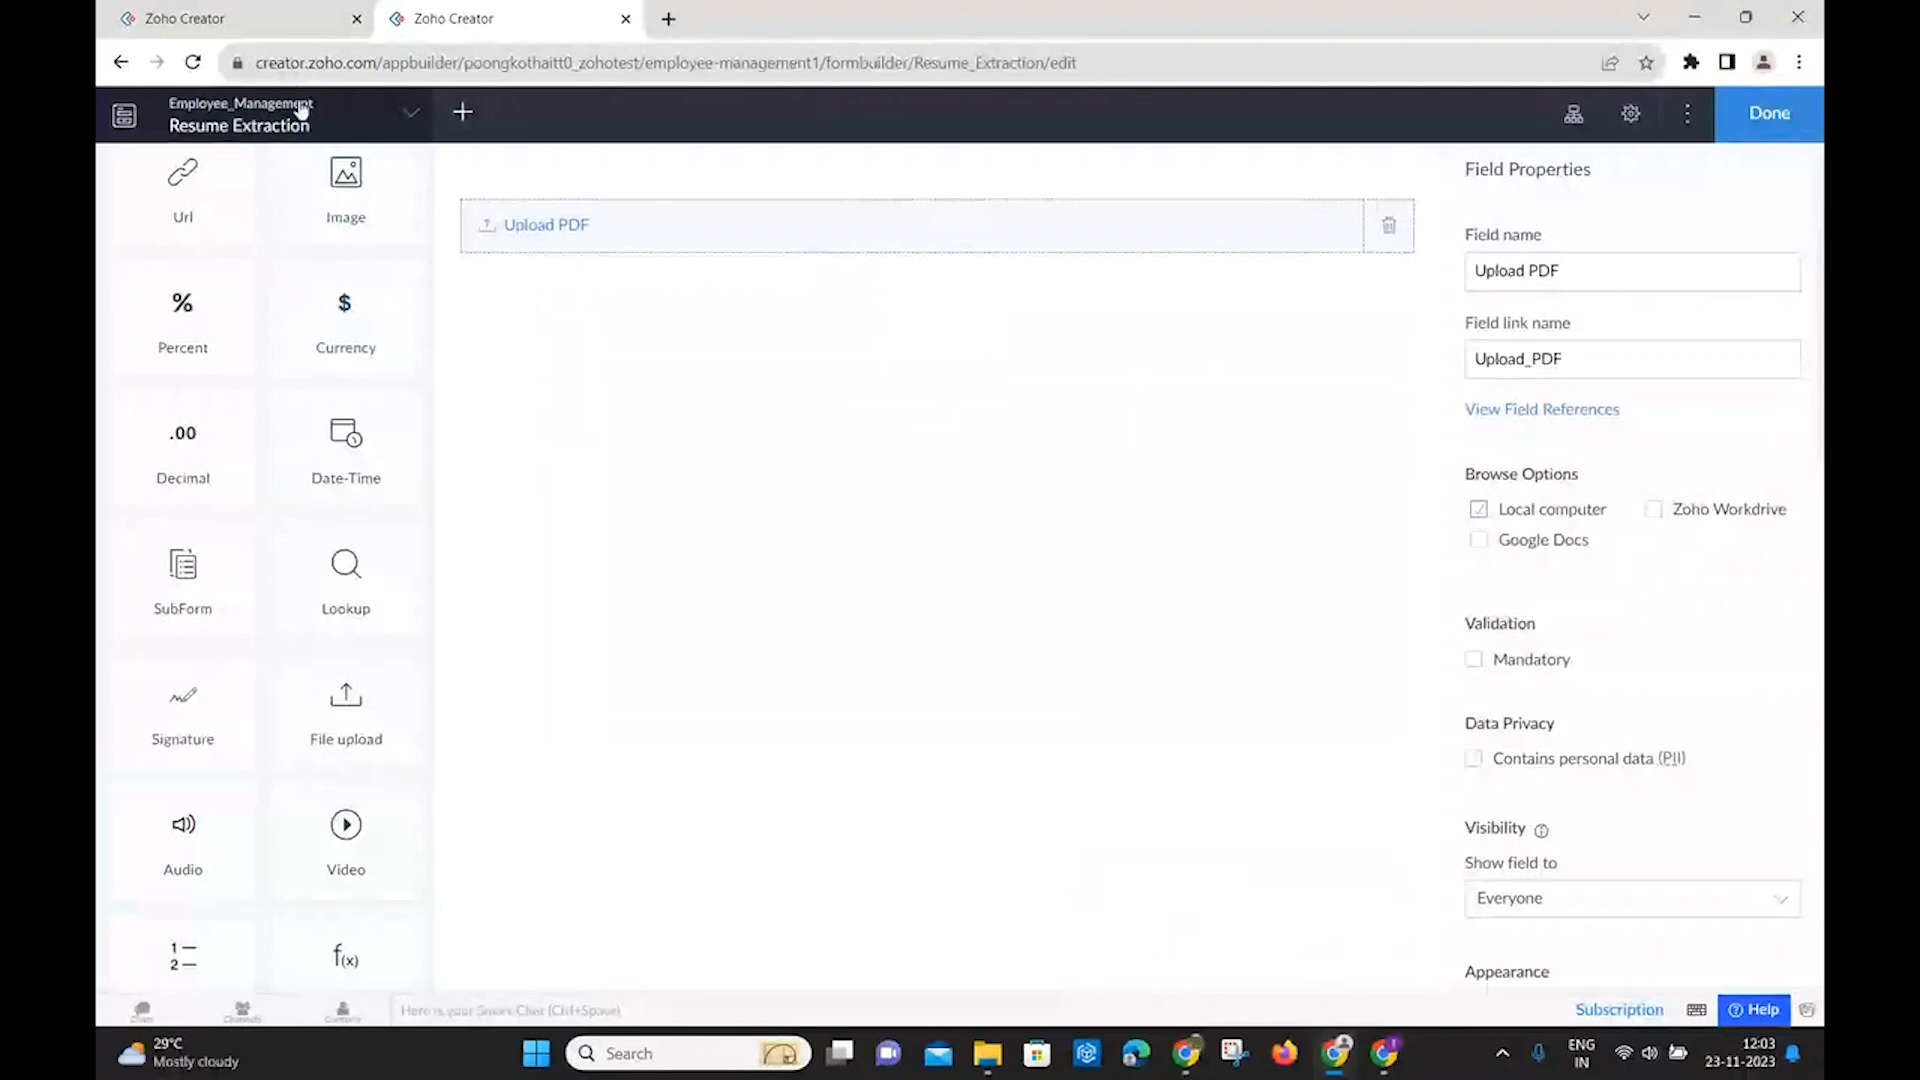 Zoho Creator
Zoho Creator
creator.zoho.com/appbuilder/poongkothaitt0_zohotest/employee-management1/formbuilder/Resume_Extraction/edit
Employee_Management
Resume Extraction
Done
Url
Image
%
Percent
$
Currency
.00
Decimal
Date-Time
SubForm
Lookup
Signature
File upload
Audio
Video
1
2
f(x)
Upload PDF
Field Properties
Field name
Upload PDF
Field link name
Upload_PDF
View Field References
Browse Options
Local computer
Zoho Workdrive
Google Docs
Validation
Mandatory
Data Privacy
Contains personal data (PII)
Visibility
Show field to
Everyone
Appearance
Chats
Channels
Contacts
Here is your Smart Chat (Ctrl+Space)
Subscription
Help
29°C
Mostly cloudy
Search
ENG
IN
12:03
23-11-2023